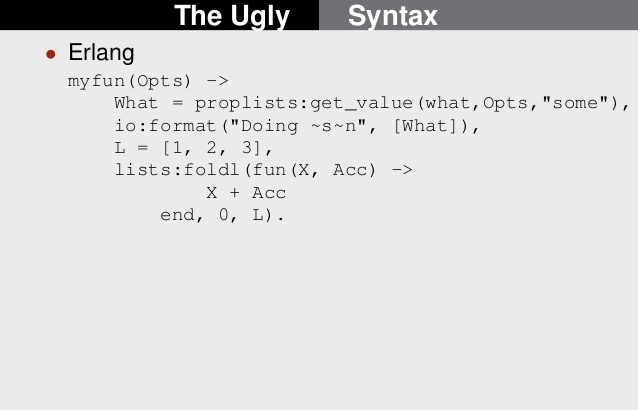 The Ugly Syntax
• Erlang
myfun(Opts) ->
    What = proplists:get_value(what,Opts,"some"),
    io:format("Doing ~s~n", [What]),
    L = [1, 2, 3],
    lists:foldl(fun(X, Acc) ->
            X + Acc
        end, 0, L).